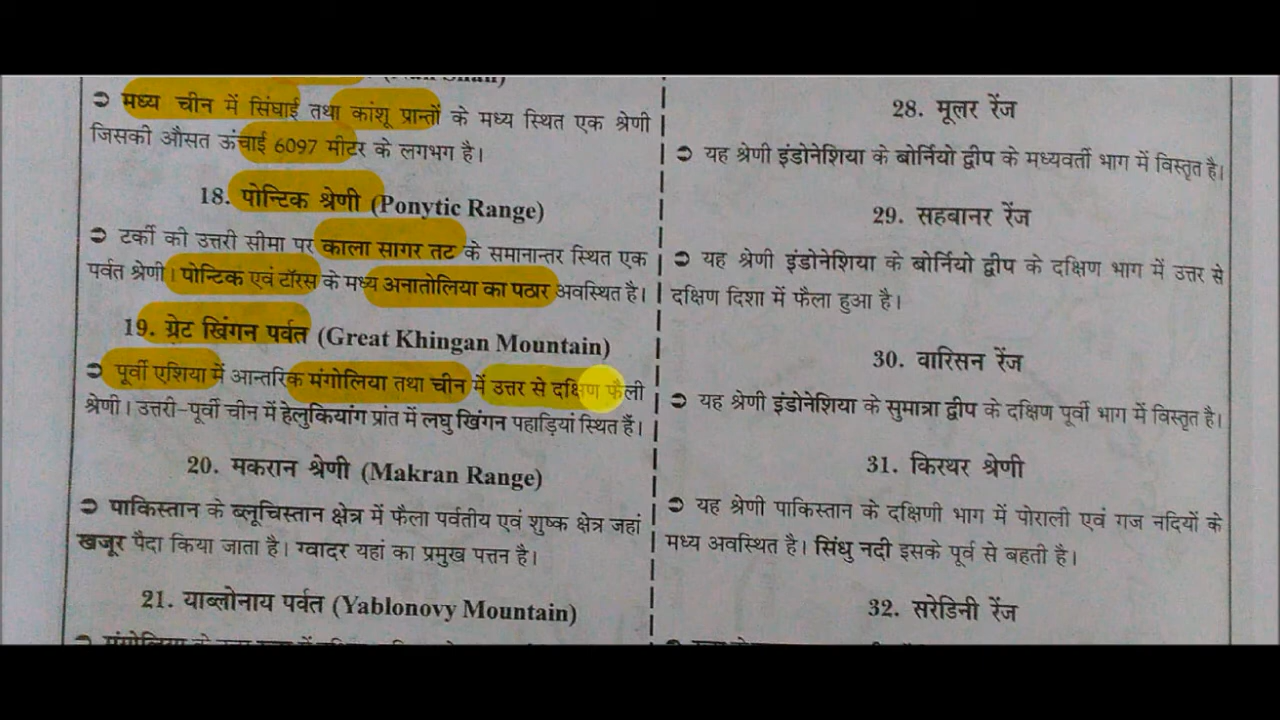 मध्य चीन में सिंघाई तथा कांशू प्रान्तों के मध्य स्थित एक श्रेणी
जिसकी औसत ऊंचाई 6097 मीटर के लगभग है।
18. पोन्टिक श्रेणी (Ponytic Range)
टर्की की उत्तरी सीमा पर काला सागर तट के समानान्तर स्थित एक
पर्वत श्रेणी। पोन्टिक एवं टॉरस के मध्य अनातोलिया का पठार अवस्थित है।
19. ग्रेट खिंगन पर्वत (Great Khingan Mountain)
पूर्वी एशिया में आन्तरिक मंगोलिया तथा चीन में उत्तर से दक्षिण फैली
श्रेणी। उत्तरी-पूर्वी चीन में हेलुकियांग प्रांत में लघु खिंगन पहाड़ियां स्थित हैं।
20. मकरान श्रेणी (Makran Range)
पाकिस्तान के ब्लूचिस्तान क्षेत्र में फैला पर्वतीय एवं शुष्क क्षेत्र जहां
खजूर पैदा किया जाता है। ग्वादर यहां का प्रमुख पत्तन है।
21. याब्लोनाय पर्वत (Yablonovy Mountain)
28. मूलर रेंज
यह श्रेणी इंडोनेशिया के बोर्नियो द्वीप के मध्यवर्ती भाग में विस्तृत है।
29. सहबानर रेंज
यह श्रेणी इंडोनेशिया के बोर्नियो द्वीप के दक्षिण भाग में उत्तर से
दक्षिण दिशा में फैला हुआ है।
30. वारिसन रेंज
यह श्रेणी इंडोनेशिया के सुमात्रा द्वीप के दक्षिण पूर्वी भाग में विस्तृत है।
31. किरथर श्रेणी
यह श्रेणी पाकिस्तान के दक्षिणी भाग में पोराली एवं गज नदियों के
मध्य अवस्थित है। सिंधु नदी इसके पूर्व से बहती है।
32. सरेडिनी रेंज